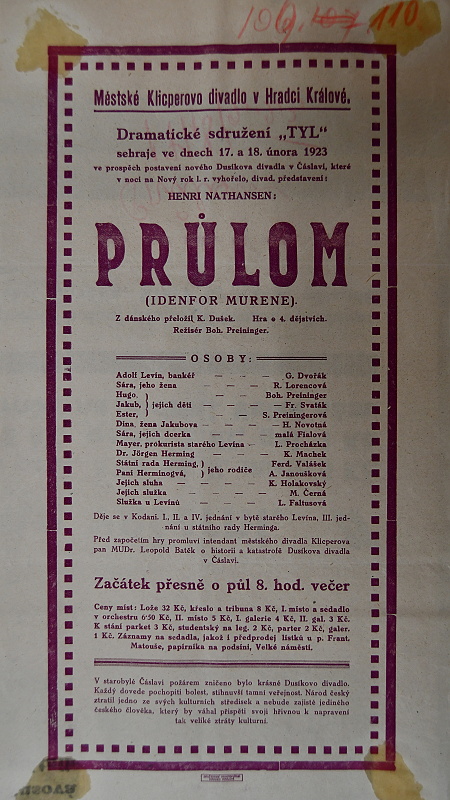 110.
Městské Klicperovo divadlo v Hradci Králové.
Dramatické sdružení „TYL"
sehraje ve dnech 17. a 18. února 1923
ve prospěch postavení nového Dusíkova divadla v Čáslavi, které
v noci na Nový rok l. r. vyhořelo, divad. představení:
HENRI NATHANSEN:
PRŮLOM
(IDENFOR MURENE).
Z dánského přeložil K. Dušek. Hra o 4. dějstvích.
Režisér Boh. Preininger.
OSOBY:
Adolf Levin, bankéř — — — G. Dvořák
Sára, jeho žena — — — R. Lorencová
Hugo, Boh. Preininger
Jakub, } jejich děti — — — Fr. Svaták
Ester, S. Preiningerová
Dina, žena Jakubova — — — H. Novotná
Sára, jejich dcerka — — — malá Fialová
Mayer, prokurista starého Levina — L. Procházka
Dr. Jörgen Herming — — — K. Machek
Státní rada Herming, } jeho rodiče Ferd. Valášek
Paní Hermingová, A. Janoušková
Jejich sluha — — — K. Holakovský
Jejich služka — — — M. Černá
Služka u Levinů — — — L. Faltusová
Děje se v Kodani. I., II. a IV. jednání v bytě starého Levina, III. jed-
nání u státního rady Herminga.
Před započetím hry promluví intendant městského divadla Klicperova
pan MUDr. Leopold Batěk o historii a katastrofě Dusíkova divadla
v Čáslavi.
Začátek přesně o půl 8. hod. večer
Ceny míst: Lože 32 Kč, křeslo a tribuna 8 Kč, I. místo a sedadlo
v orchestru 6·50 Kč, II. místo 5 Kč, I. galerie 4 Kč, II. gal. 3 Kč.
K stání parket 3 Kč, studentský na leg. 2 Kč, parter 2 Kč, galer.
1 Kč. Záznamy na sedadla, jakož i předprodej lístků u p. Frant.
Matouše, papírníka na podsíni, Velké náměstí.
V starobylé Čáslavi požárem zničeno bylo krásné Dusíkovo divadlo.
Každý dovede pochopiti bolest, stihnuvší tamní veřejnost. Národ český
ztratil jedno ze svých kulturních středisek a nebude zajisté jediného
českého člověka, který by váhal přispěti svojí hřivnou k napravení
tak veliké ztráty kulturní.